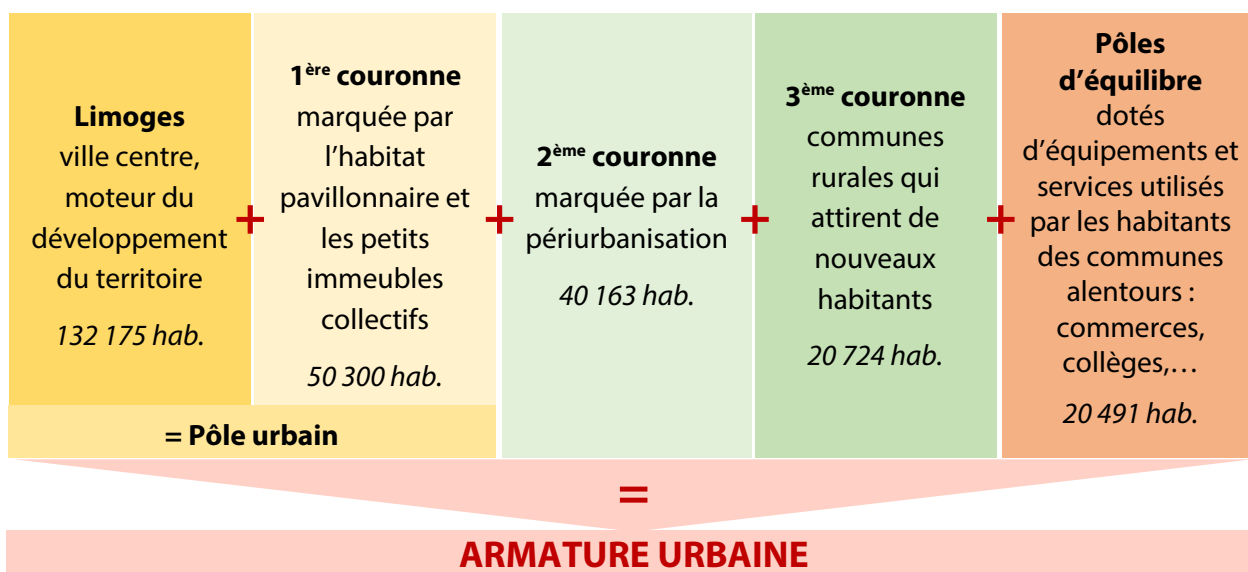 Limoges
ville centre,
moteur du
développement
du territoire
132 175 hab.
+
1ère couronne
marquée par
l'habitat
pavillonnaire et
les petits
immeubles
collectifs
50 300 hab.
= Pôle urbain
+
2ème couronne
marquée par la
périurbanisation
40 163 hab.
+
3ème couronne
communes
rurales qui
attirent de
nouveaux
habitants
20 724 hab.
+
Pôles
d'équilibre
dotés
d'équipements et
services utilisés
par les habitants
des communes
alentours :
commerces,
collèges,…
20 491 hab.
=
ARMATURE URBAINE